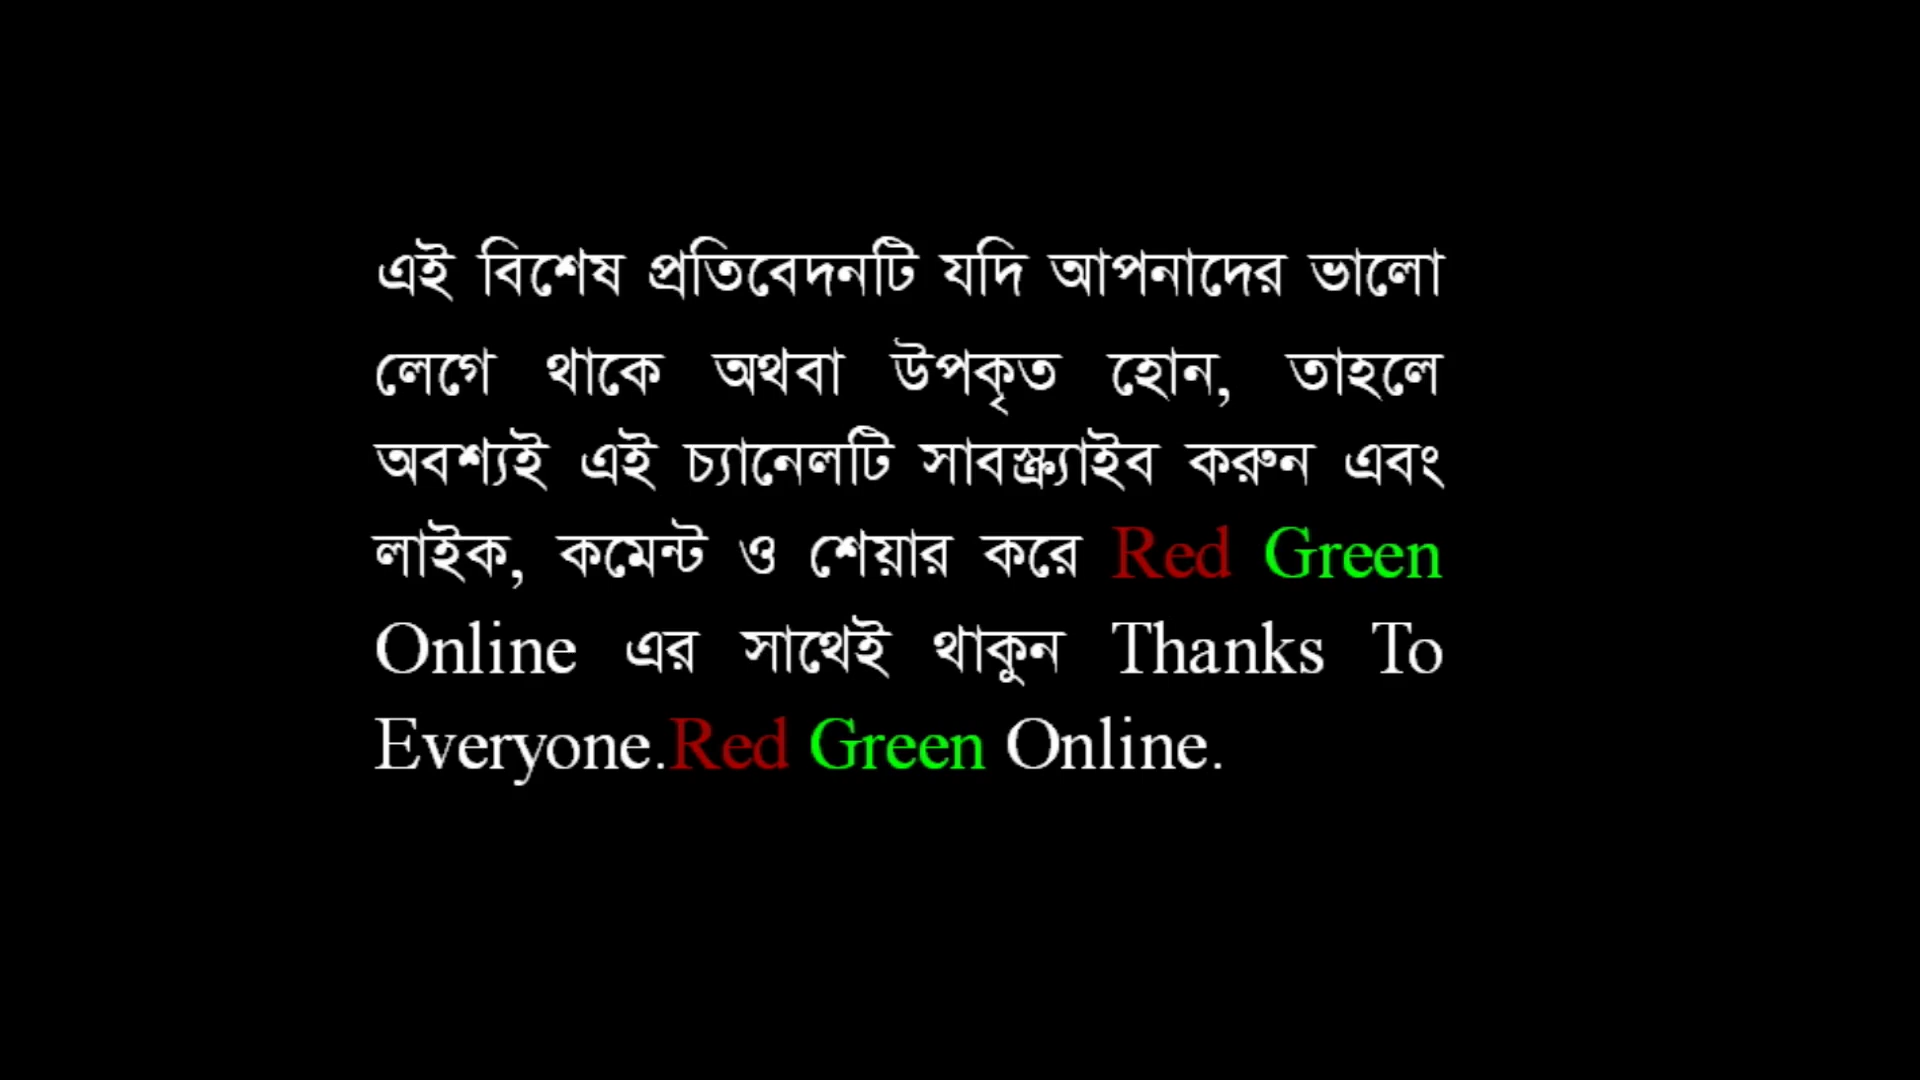 এই বিশেষ প্রতিবেদনটি যদি আপনাদের ভালো
লেগে থাকে অথবা উপকৃত হোন, তাহলে
অবশ্যই এই চ্যানেলটি সাবস্ক্র্যাইব করুন এবং
লাইক, কমেন্ট ও শেয়ার করে Red Green
Online এর সাথেই থাকুন Thanks To
Everyone.Red Green Online.